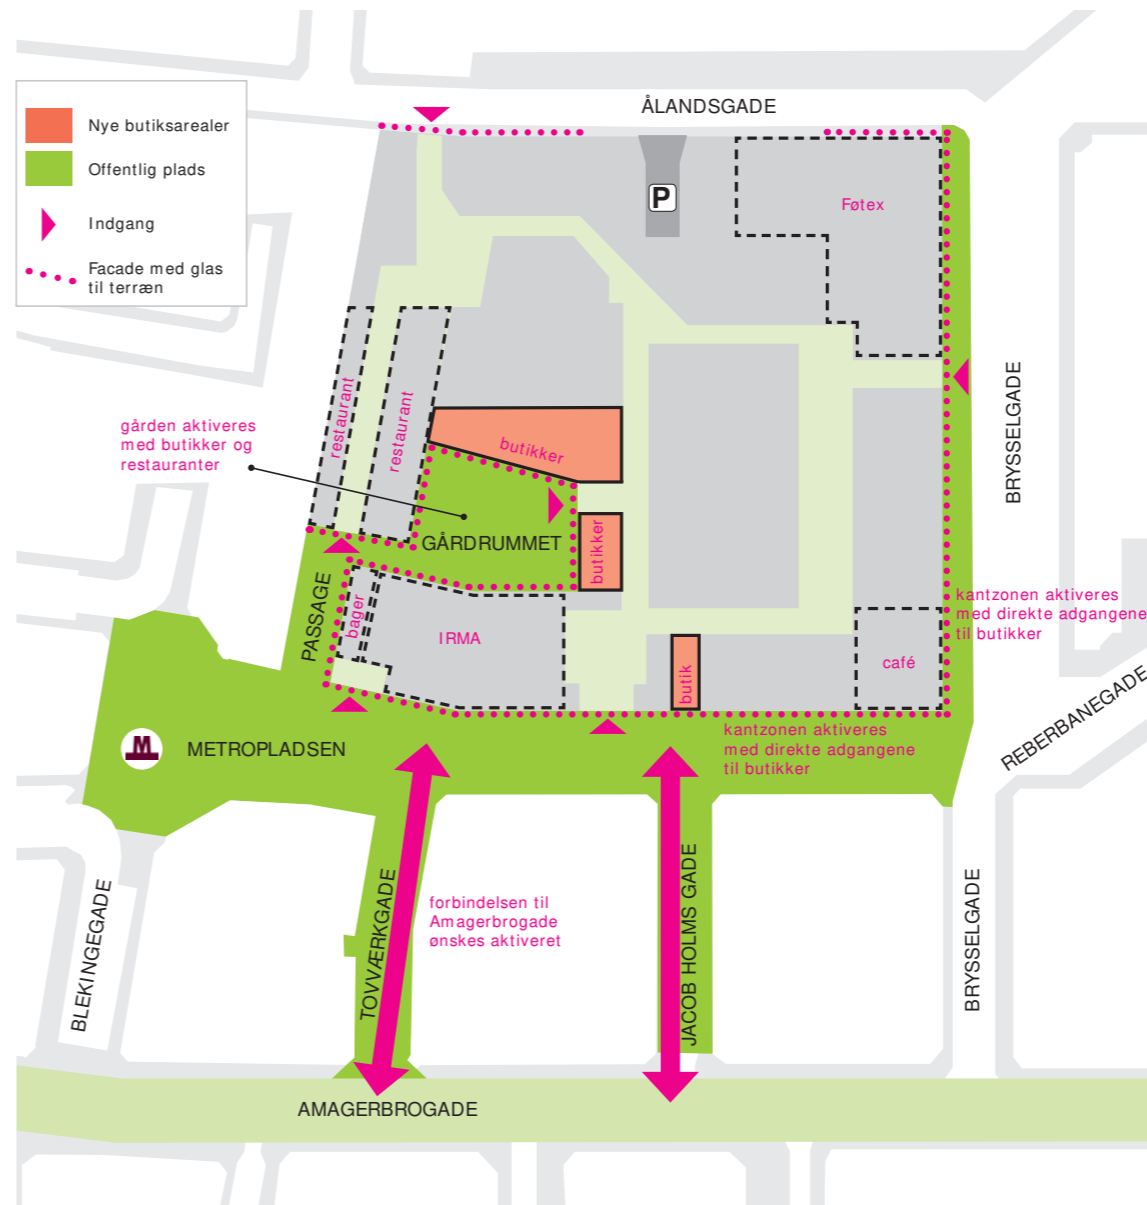 ÅLANDSGADE
Nye butiksarealer
Offentlig plads
Indgang
Facade med glas
til terræn
P
Føtex
restaurant
restaurant
gården aktiveres
med butikker og
restauranter
butikker
BRYSSELGADE
GÅRDRUMMET
butikker
PASSAGE
bager
IRMA
kantzonen aktiveres
med direkte adgangene
til butikker
café
butik
REBERBANEGADE
M
METROPLADSEN
kantzonen aktiveres
med direkte adgangene
til butikker
BLEKINGEGADE
TOVVÆRKGADE
forbindelsen til
Amagerbrogade
ønskes aktiveret
JACOB HOLMS GADE
BRYSSELGADE
AMAGERBROGADE